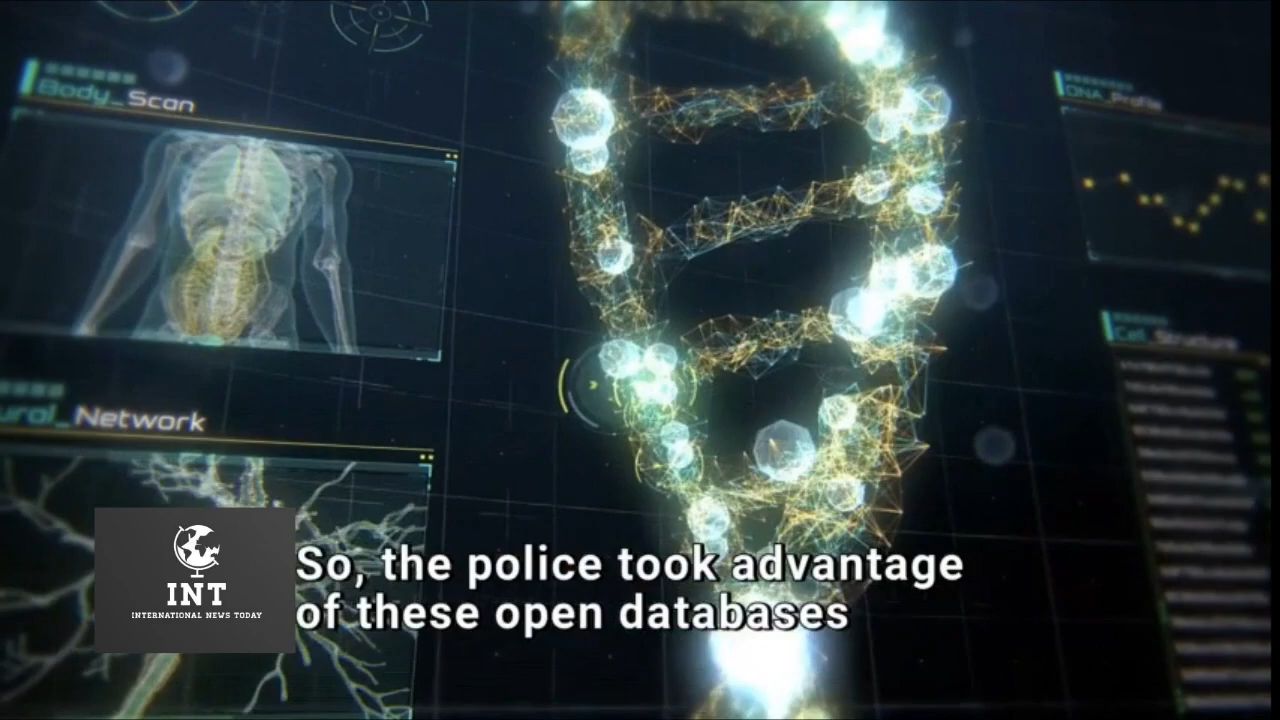 Body_Scan
DNA_Profile
Cell_Structure
ural_Network
So, the police took advantage
of these open databases
INT
INTERNATIONAL NEWS TODAY